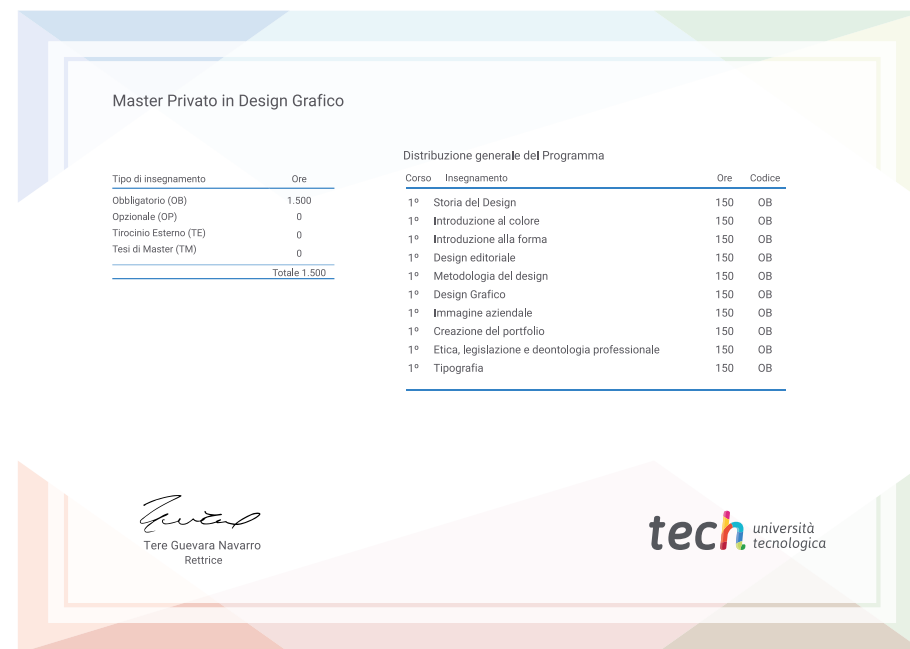 Master Privato in Design Grafico
Tipo di insegnamento Ore
Obbligatorio (OB) 1.500
Opzionale (OP) 0
Tirocinio Esterno (TE) 0
Tesi di Master (TM) 0
Totale 1.500
Distribuzione generale del Programma
Corso Insegnamento Ore Codice
1º Storia del Design 150 OB
1º Introduzione al colore 150 OB
1º Introduzione alla forma 150 OB
1º Design editoriale 150 OB
1º Metodologia del design 150 OB
1º Design Grafico 150 OB
1º Immagine aziendale 150 OB
1º Creazione del portfolio 150 OB
1º Etica, legislazione e deontologia professionale 150 OB
1º Tipografia 150 OB
Tere Guevara Navarro
Rettrice
tech università
tecnologica